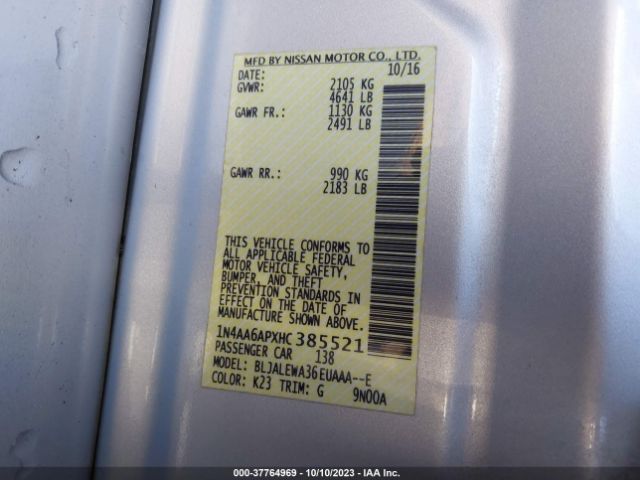 MFD BY NISSAN MOTOR CO., LTD.
DATE: 10/16
GVWR: 2105 KG
4641 LB
GAWR FR.: 1130 KG
2491 LB
GAWR RR.: 990 KG
2183 LB
THIS VEHICLE CONFORMS TO
ALL APPLICABLE FEDERAL
MOTOR VEHICLE SAFETY,
BUMPER, AND THEFT
PREVENTION STANDARDS IN
EFFECT ON THE DATE OF
MANUFACTURE SHOWN ABOVE.
1N4AA6APXHC 385521
PASSENGER CAR 138
MODEL: BLJALEWA36EUAAA--E
COLOR: K23 TRIM: G 9N00A
000-37764969 | 10/10/2023 | IAA Inc.